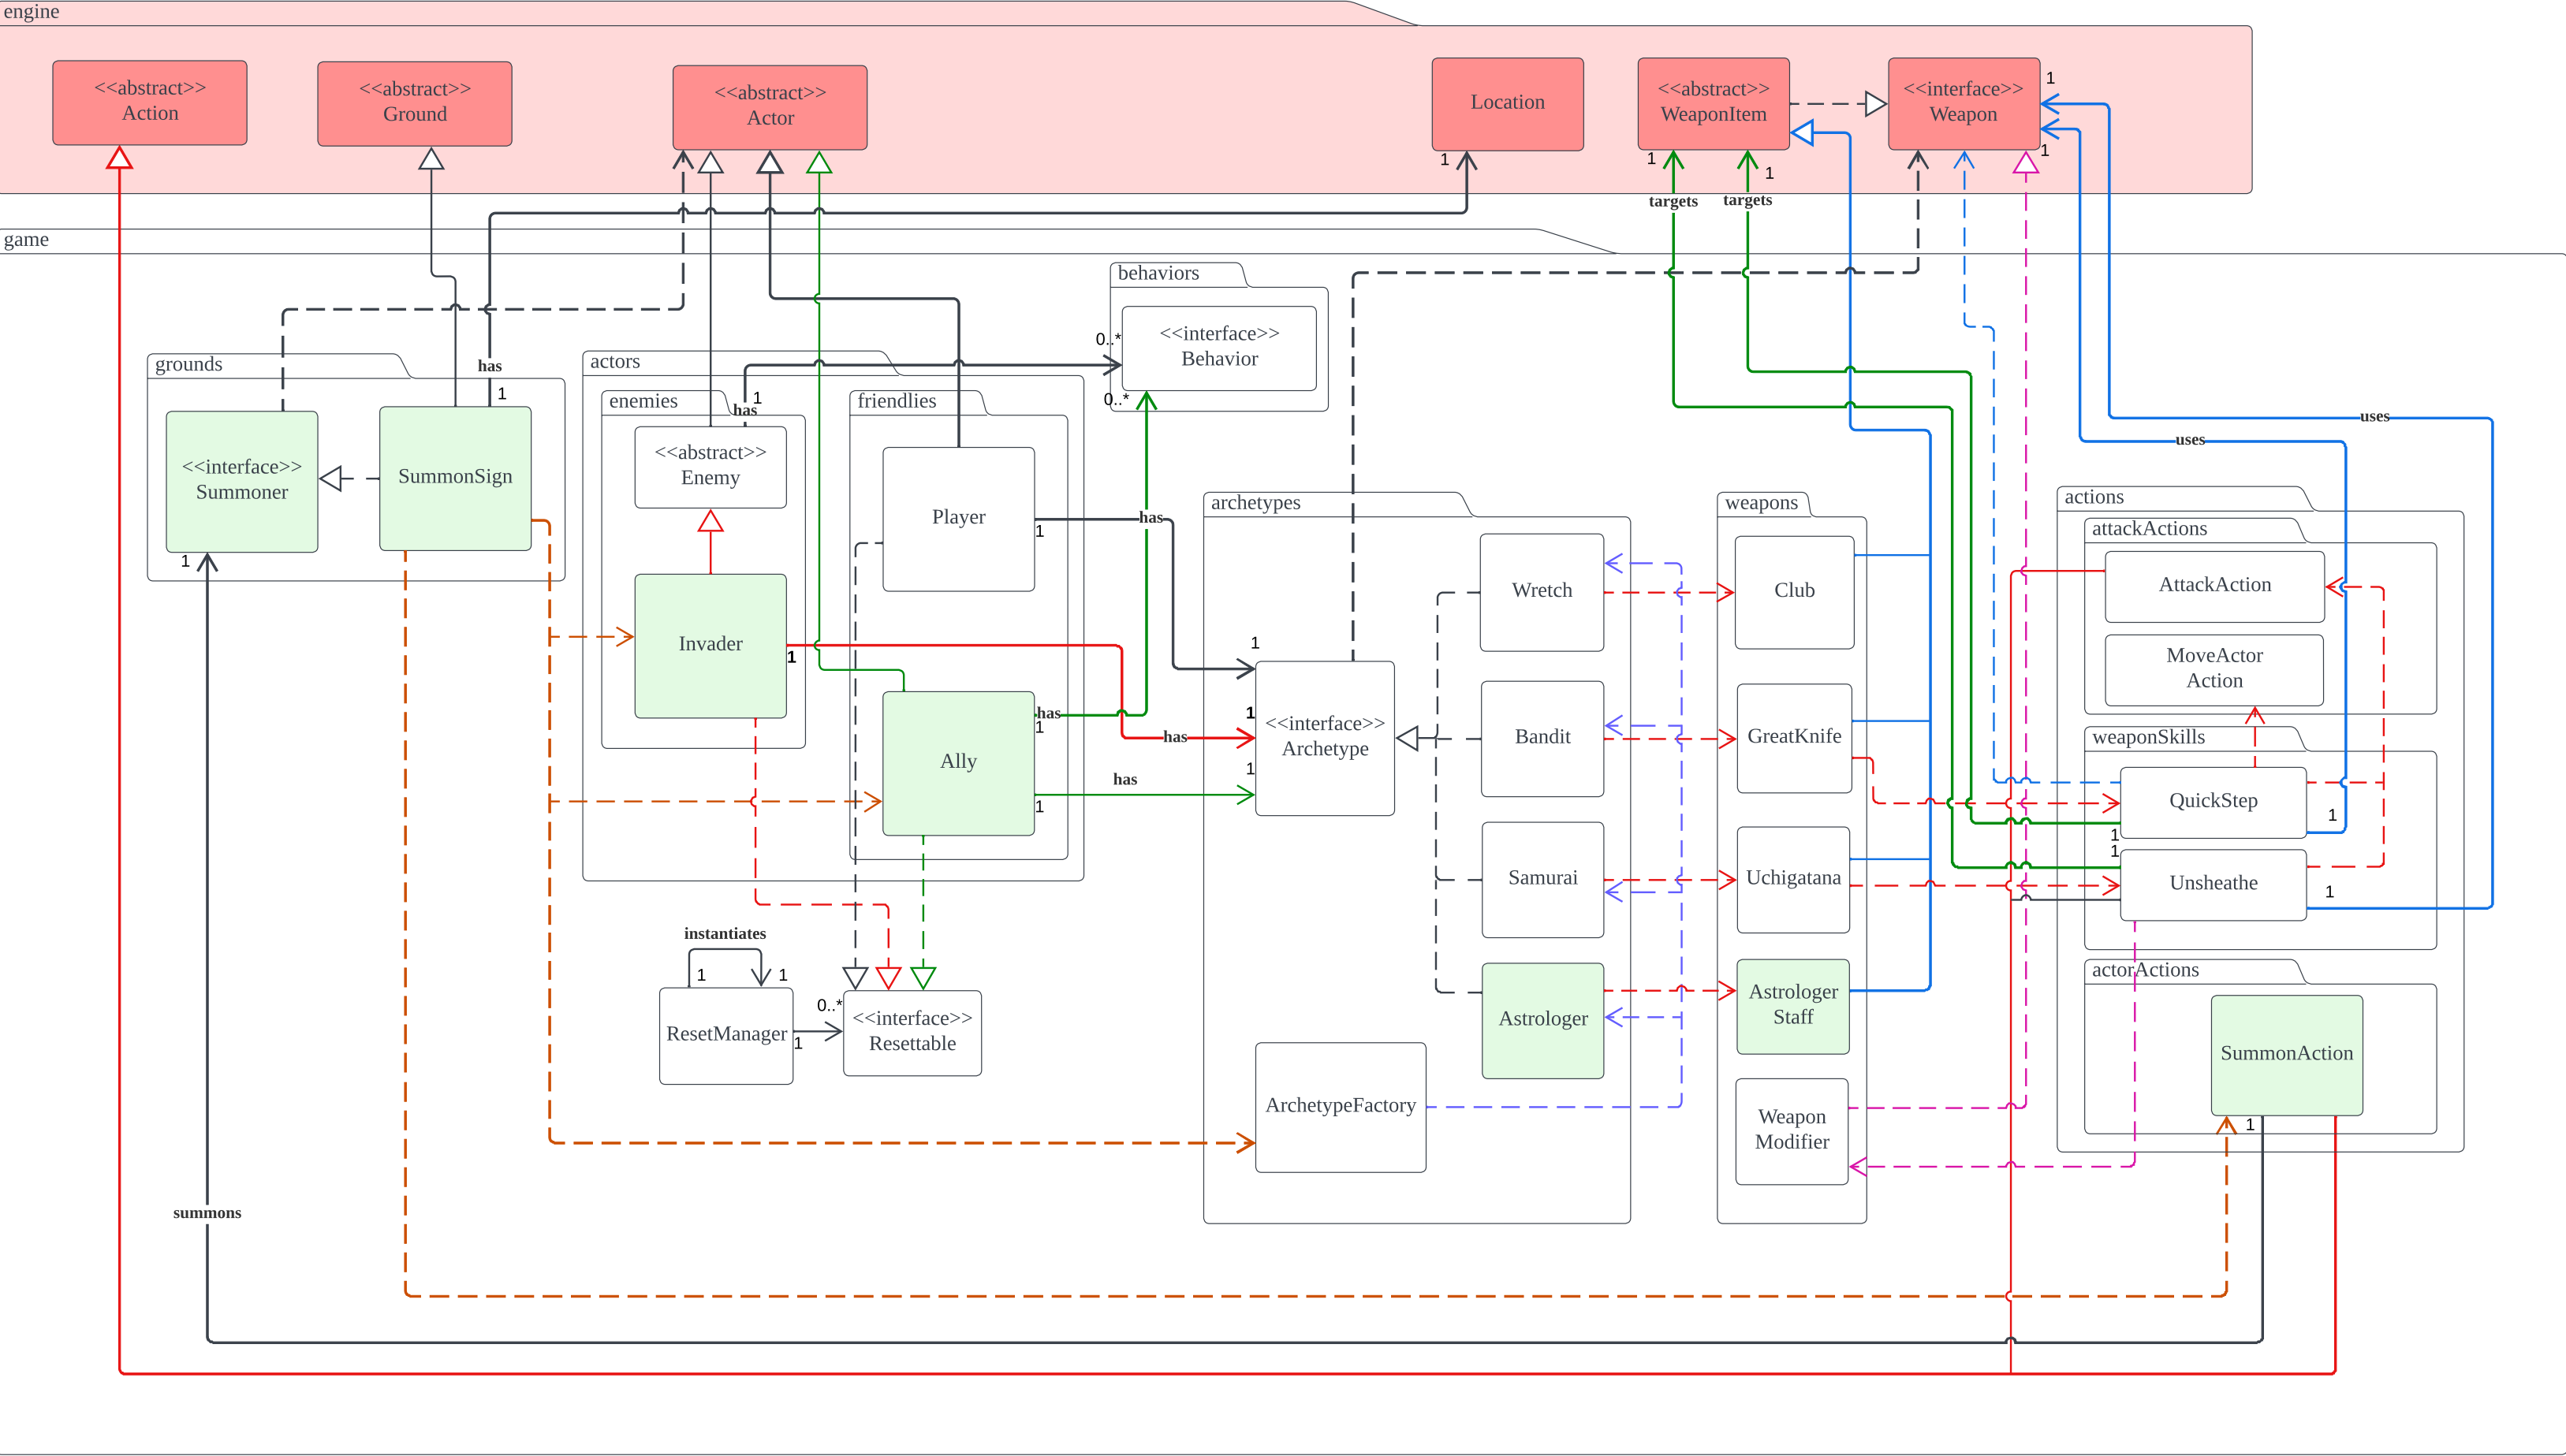 engine
<<abstract>>
Action
<<abstract>>
Ground
<<abstract>>
Actor
Location
<<abstract>>
WeaponItem
<<interface>>
Weapon
1
1
1
1
1
targets
targets
game
behaviors
<<interface>>
Behavior
0..*
0..*
grounds
has
1
<<interface>>
Summoner
SummonSign
1
actors
enemies
has
1
<<abstract>>
Enemy
Invader
1
friendlies
Player
1
has
Ally
has
1
1
has
has
instantiates
1
1
ResetManager
1
0..*
<<interface>>
Resettable
archetypes
1
1
1
<<interface>>
Archetype
Wretch
Bandit
Samurai
Astrologer
ArchetypeFactory
weapons
Club
GreatKnife
Uchigatana
Astrologer
Staff
Weapon
Modifier
uses
uses
actions
attackActions
AttackAction
MoveActor
Action
weaponSkills
QuickStep
1
1
1
Unsheathe
1
actorActions
SummonAction
1
summons